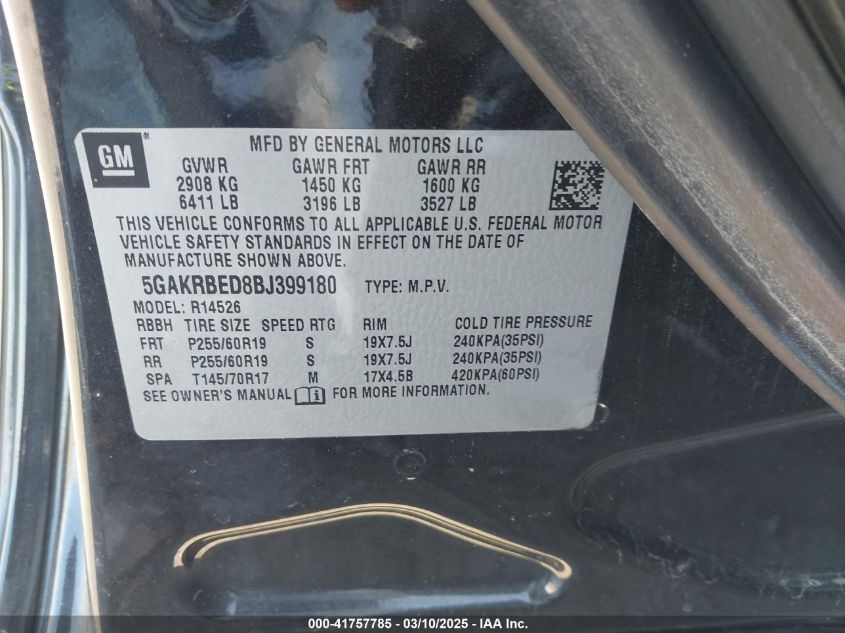 GM®
MFD BY GENERAL MOTORS LLC
GVWR GAWR FRT GAWR RR
2908 KG 1450 KG 1600 KG
6411 LB 3196 LB 3527 LB
THIS VEHICLE CONFORMS TO ALL APPLICABLE U.S. FEDERAL MOTOR
VEHICLE SAFETY STANDARDS IN EFFECT ON THE DATE OF
MANUFACTURE SHOWN ABOVE.
5GAKRBED8BJ399180 TYPE: M.P.V.
MODEL: R14526
RBBH TIRE SIZE SPEED RTG RIM COLD TIRE PRESSURE
FRT P255/60R19 S 19X7.5J 240KPA(35PSI)
RR P255/60R19 S 19X7.5J 240KPA(35PSI)
SPA T145/70R17 M 17X4.5B 420KPA(60PSI)
SEE OWNER'S MANUAL i FOR MORE INFORMATION.
000-41757785 - 03/10/2025 - IAA Inc.